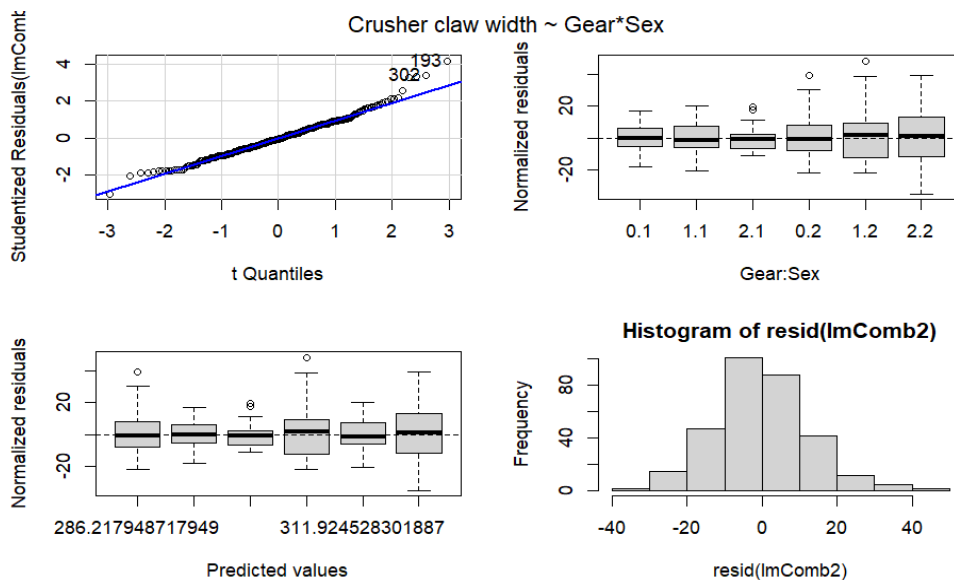 Crusher claw width ~ Gear*Sex
Studentized Residuals(lmComb
4
2
0
-2
193
302
-3 -2 -1 0 1 2 3
t Quantiles
Normalized residuals
20
-20
0.1 1.1 2.1 0.2 1.2 2.2
Gear:Sex
Normalized residuals
20
-20
286.217948717949 311.924528301887
Predicted values
Histogram of resid(lmComb2)
Frequency
80
40
0
-40 -20 0 20 40
resid(lmComb2)